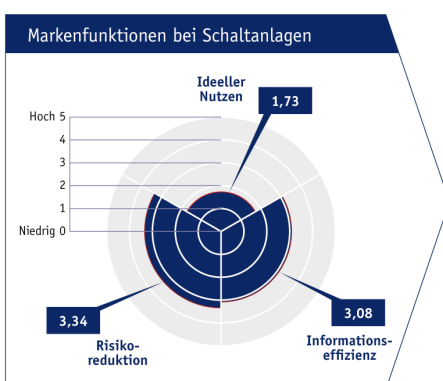 Markenfunktionen bei Schaltanlagen
Ideeller
Nutzen
1,73
Hoch 5
4
3
2
1
Niedrig 0
3,34
Risiko-
reduktion
3,08
Informations-
effizienz